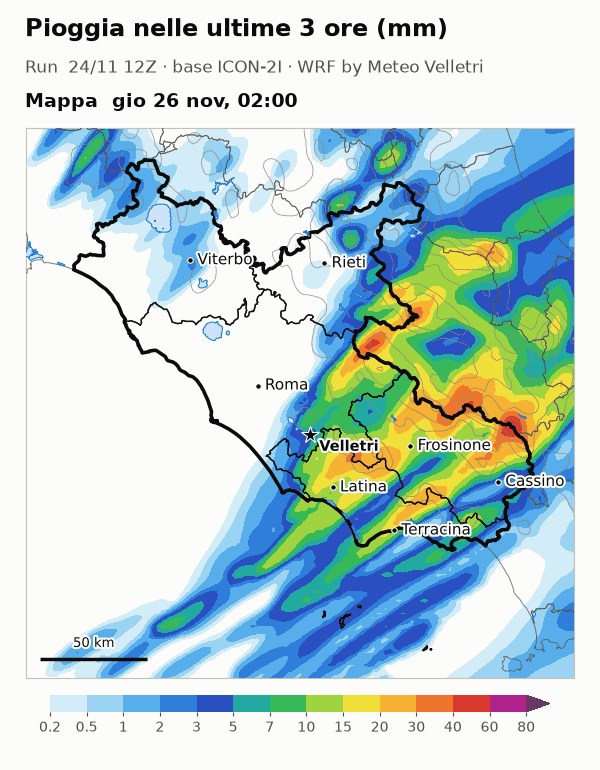 Pioggia nelle ultime 3 ore (mm)
Run  24/11 12Z · base ICON-2I · WRF by Meteo Velletri
Mappa  gio 26 nov, 02:00
Viterbo
Rieti
Roma
Velletri
Frosinone
Latina
Cassino
Terracina
50 km
0.2 0.5 1 2 3 5 7 10 15 20 30 40 60 80